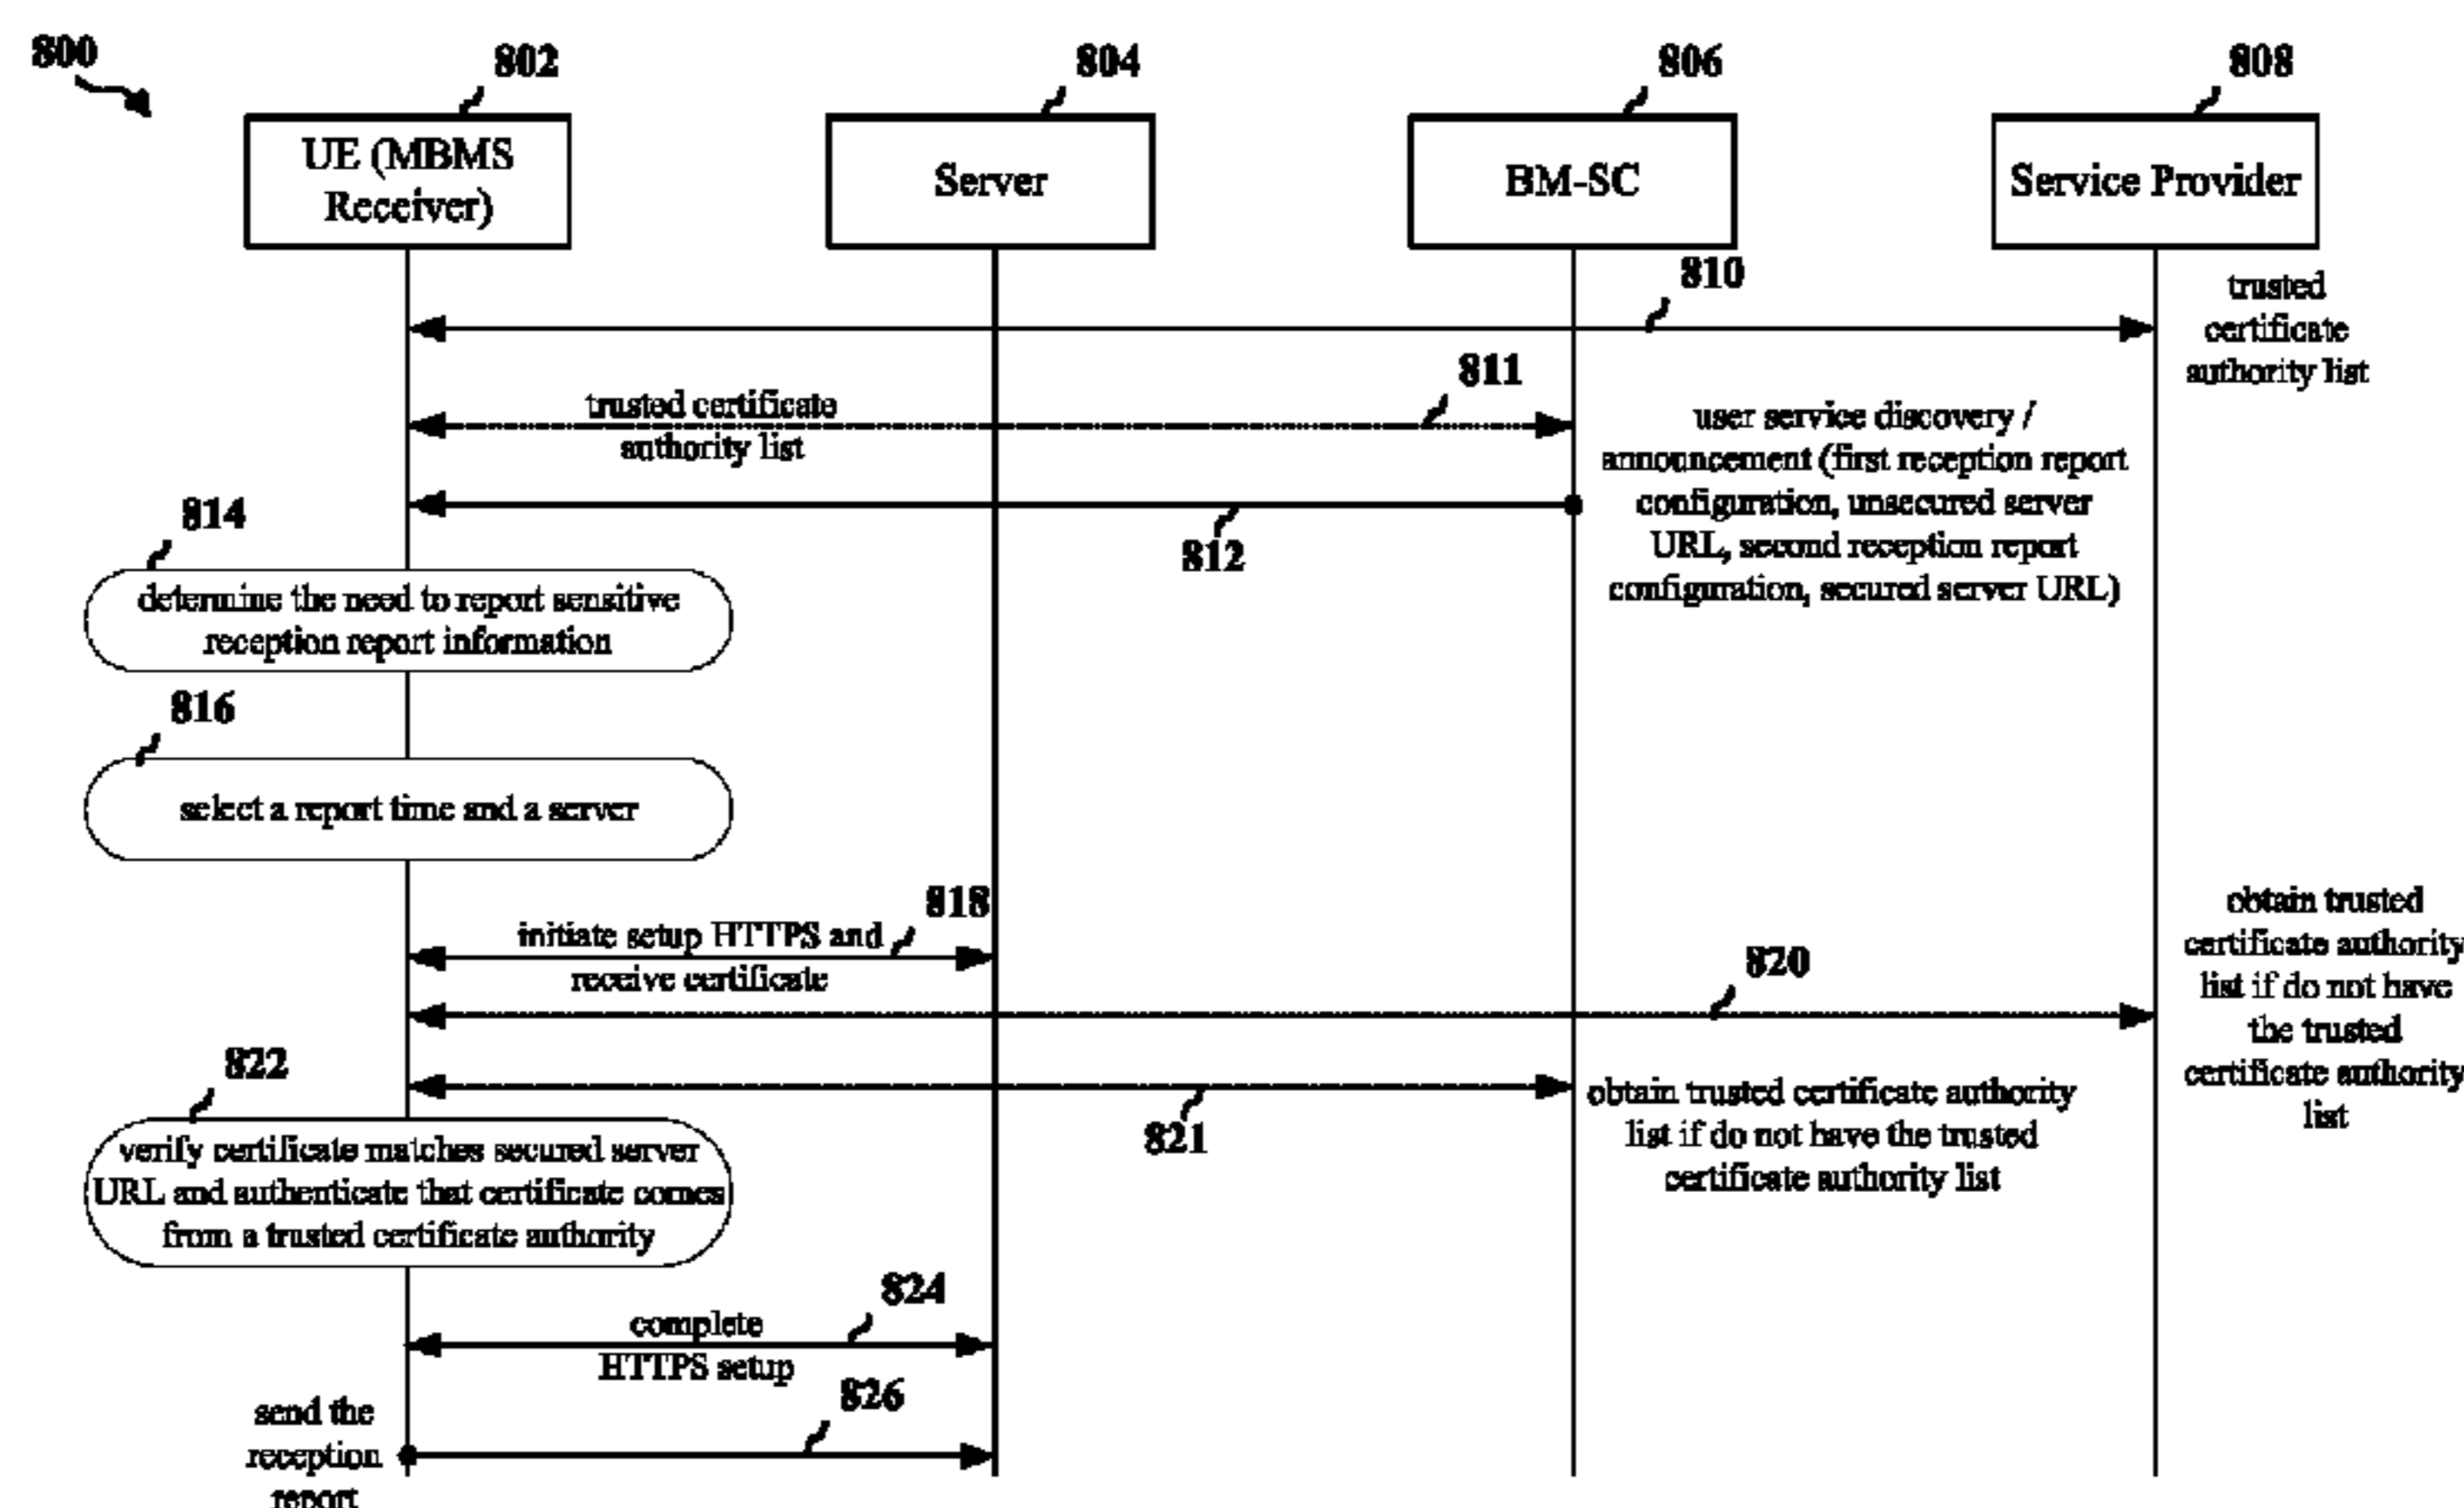 800
802
804
806
808
UE (MBMS
Receiver)
Server
BM-SC
Service Provider
810
trusted
certificate
authority list
811
trusted certificate
authority list
user service discovery /
announcement (first reception report
configuration, unsecured server
URL, second reception report
configuration, secured server URL)
812
814
determine the need to report sensitive
reception report information
816
select a report time and a server
818
initiate setup HTTPS and
receive certificate
820
obtain trusted
certificate authority
list if do not have
the trusted
certificate authority
list
821
obtain trusted certificate authority
list if do not have the trusted
certificate authority list
822
verify certificate matches secured server
URL and authenticate that certificate comes
from a trusted certificate authority
824
complete
HTTPS setup
826
send the
reception
report